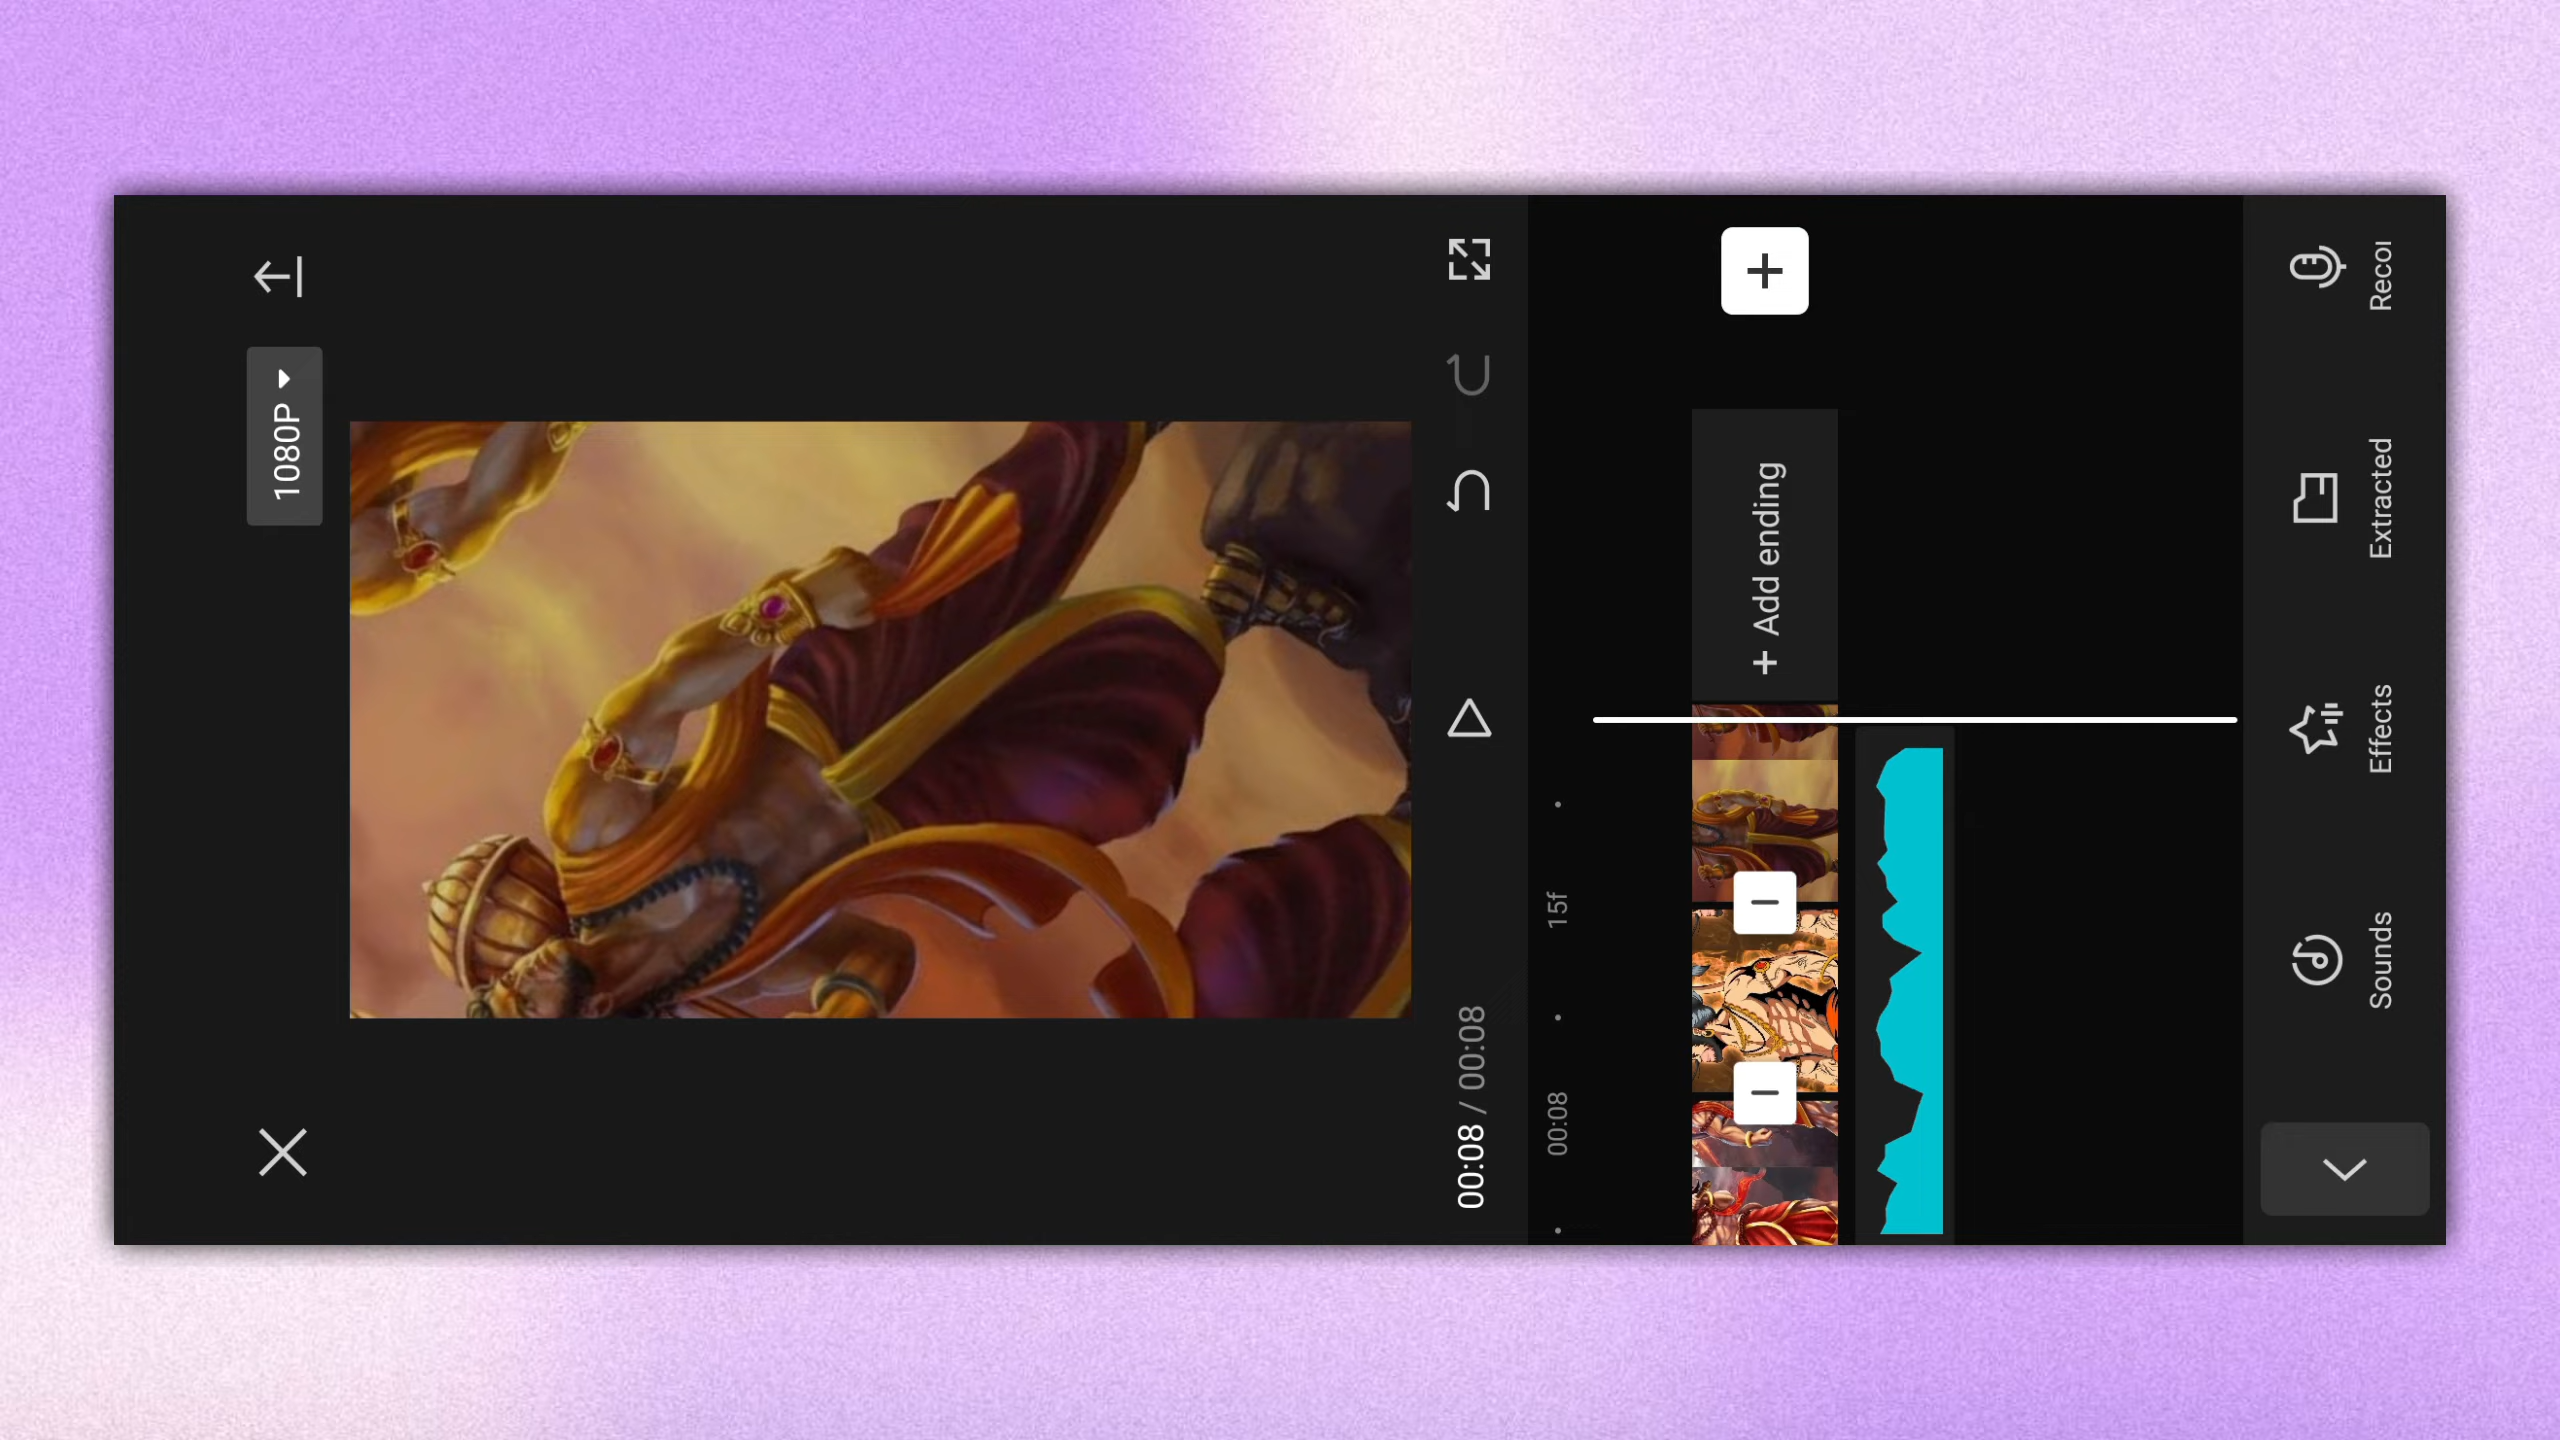 1080P
00:08 / 00:08
00:08
15f
+ Add ending
Sounds
Effects
Extracted
Recor